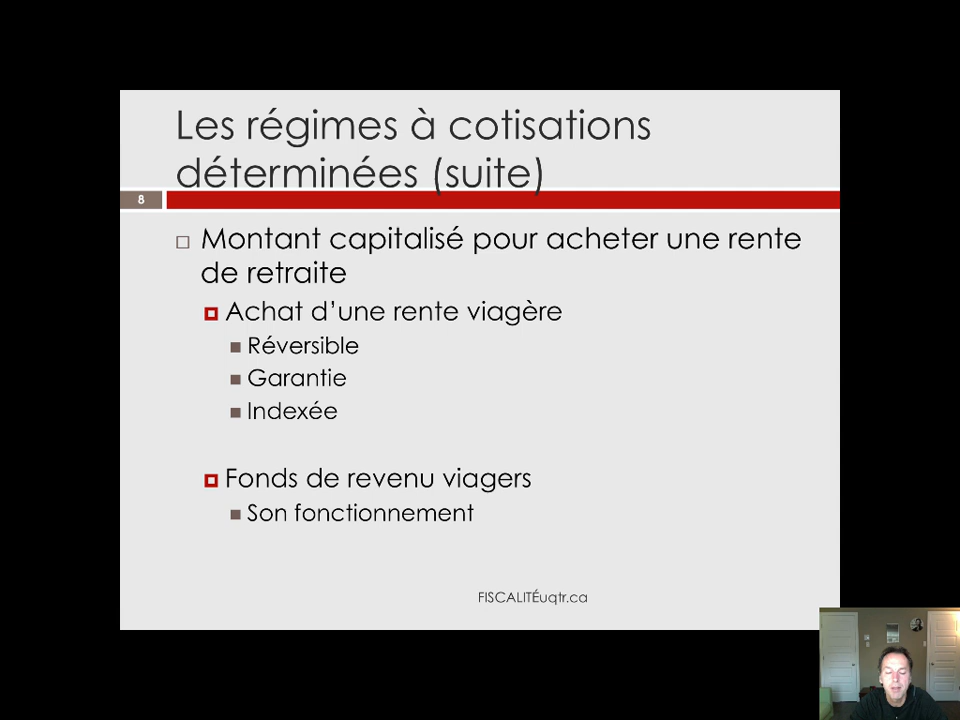 Les régimes à cotisations
déterminées (suite)
8
Montant capitalisé pour acheter une rente
de retraite
Achat d’une rente viagère
Réversible
Garantie
Indexée
Fonds de revenu viagers
Son fonctionnement
FISCALITÉuqtr.ca